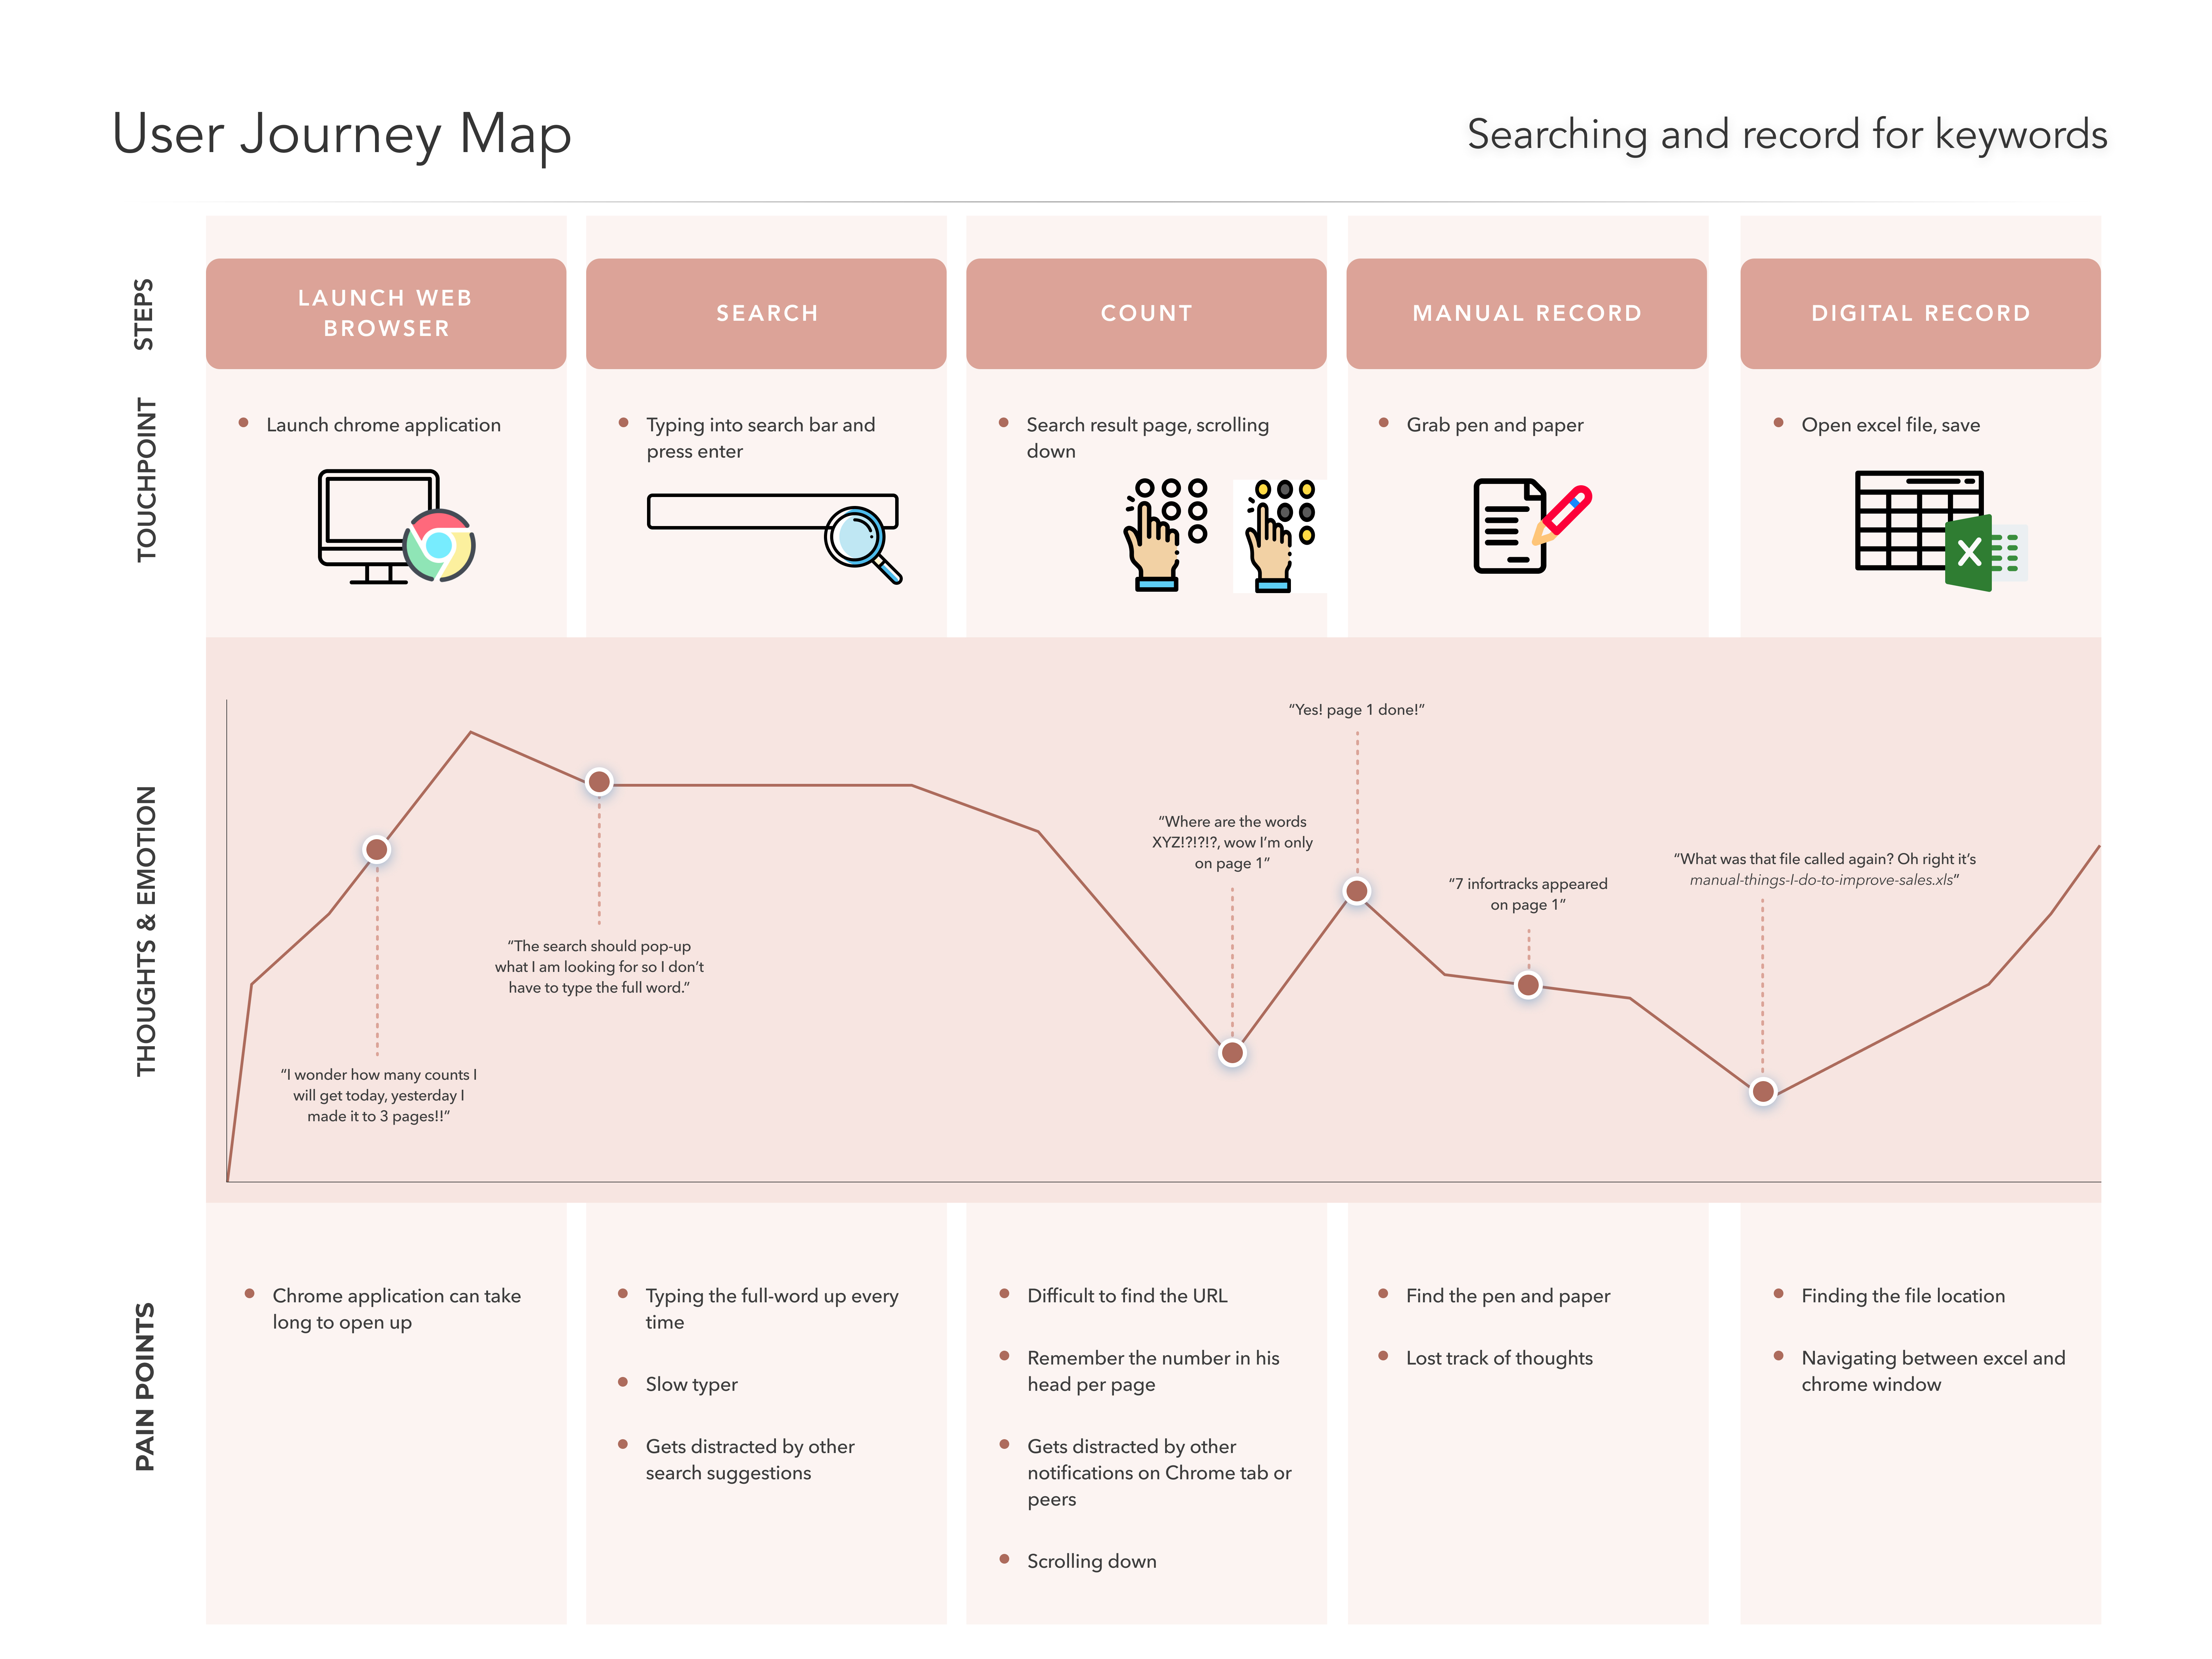 User Journey Map
Searching and record for keywords
STEPS
LAUNCH WEB
BROWSER
SEARCH
COUNT
MANUAL RECORD
DIGITAL RECORD
TOUCHPOINT
Launch chrome application
Typing into search bar and
press enter
Search result page, scrolling
down
Grab pen and paper
Open excel file, save
X
THOUGHTS & EMOTION
“I wonder how many counts I
will get today, yesterday I
made it to 3 pages!!”
“The search should pop-up
what I am looking for so I don’t
have to type the full word.”
“Where are the words
XYZ!?!?!?, wow I’m only
on page 1”
“Yes! page 1 done!”
“7 infortracks appeared
on page 1”
“What was that file called again? Oh right it’s
manual-things-I-do-to-improve-sales.xls”
PAIN POINTS
Chrome application can take
long to open up
Typing the full-word up every
time
Slow typer
Gets distracted by other
search suggestions
Difficult to find the URL
Remember the number in his
head per page
Gets distracted by other
notifications on Chrome tab or
peers
Scrolling down
Find the pen and paper
Lost track of thoughts
Finding the file location
Navigating between excel and
chrome window